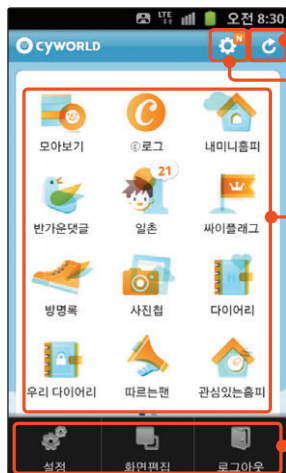 LTE 오전 8:30
CYWORLD N
모아보기 ⓒ로그 내미니홈피
21
반가운댓글 일촌 싸이플래그
방명록 사진첩 다이어리
우리 다이어리 따르는팬 관심있는홈피
설정 화면편집 로그아웃